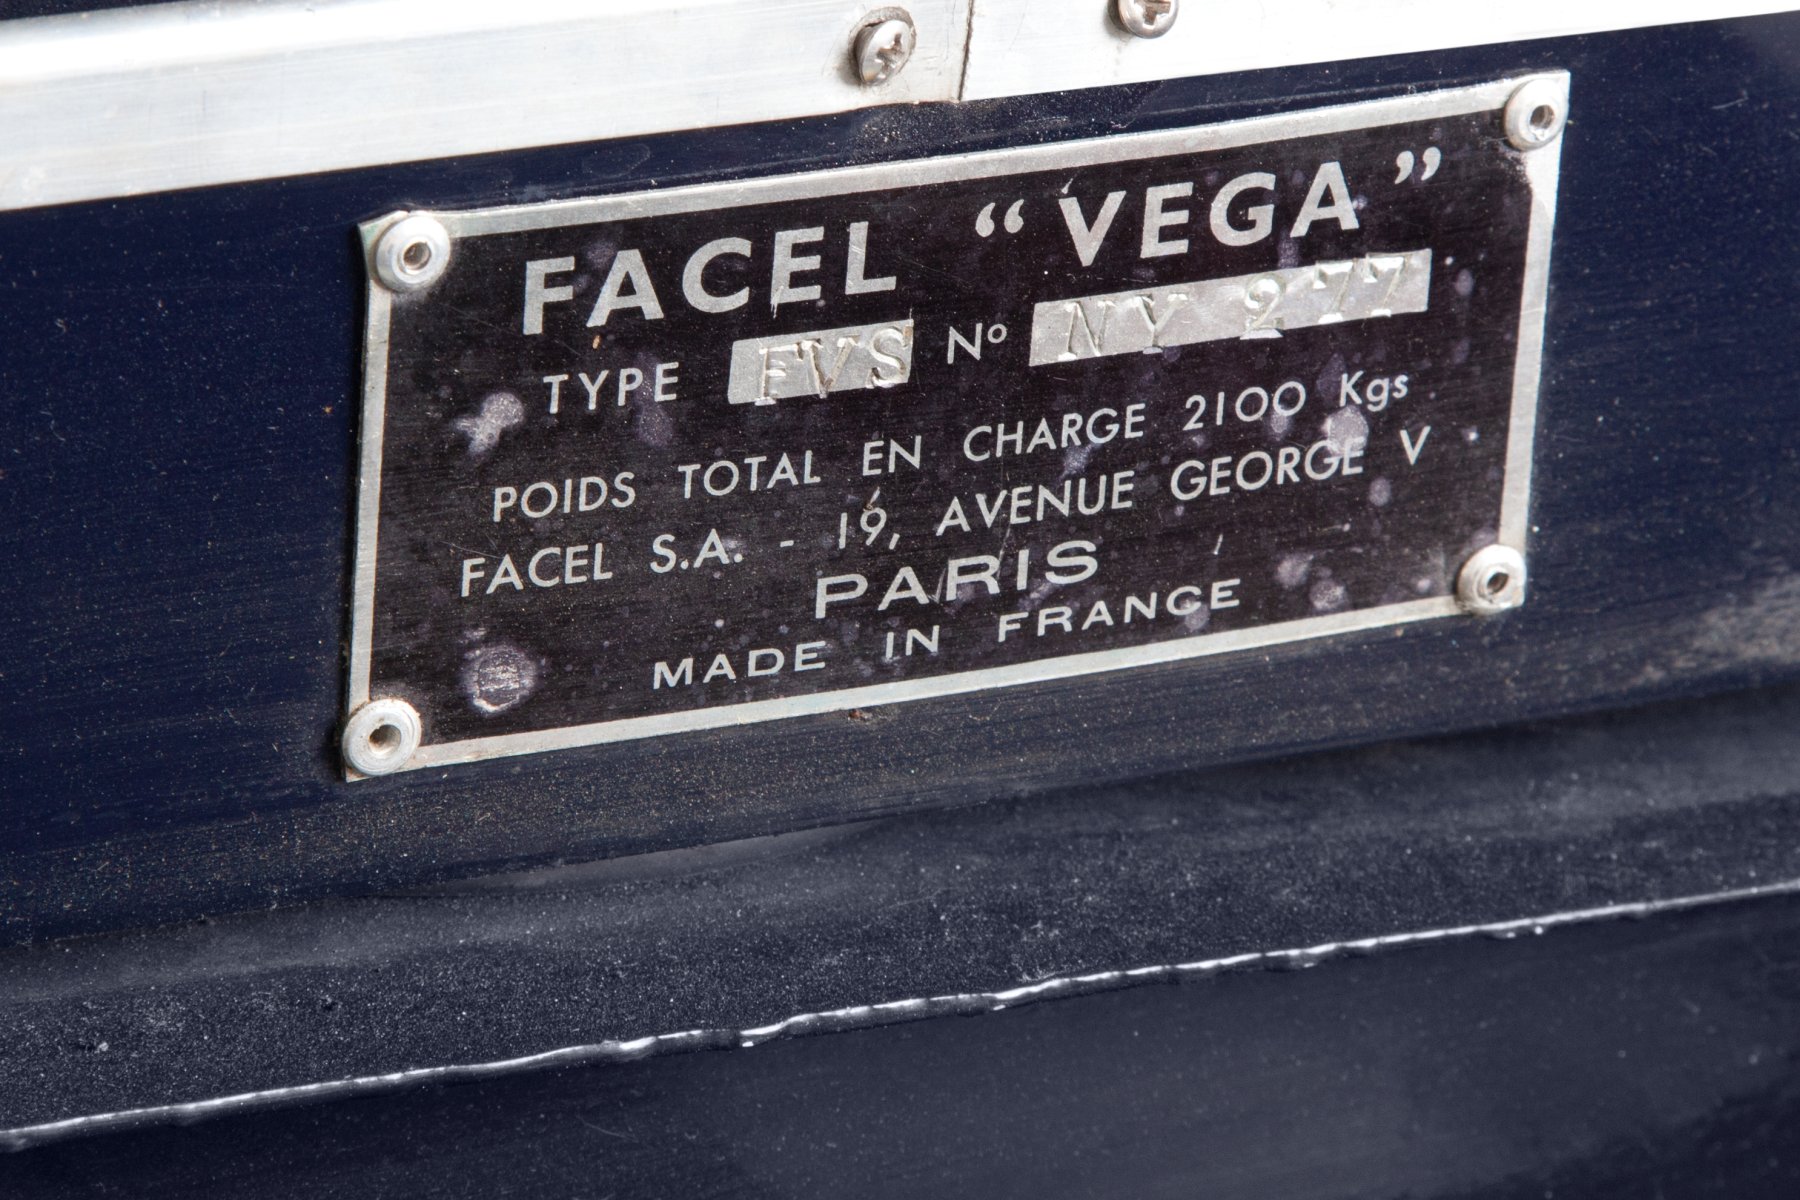 FACEL “VEGA”
TYPE FVS Nº NY 277
POIDS TOTAL EN CHARGE 2100 Kgs
FACEL S.A. - 19, AVENUE GEORGE V
PARIS
MADE IN FRANCE